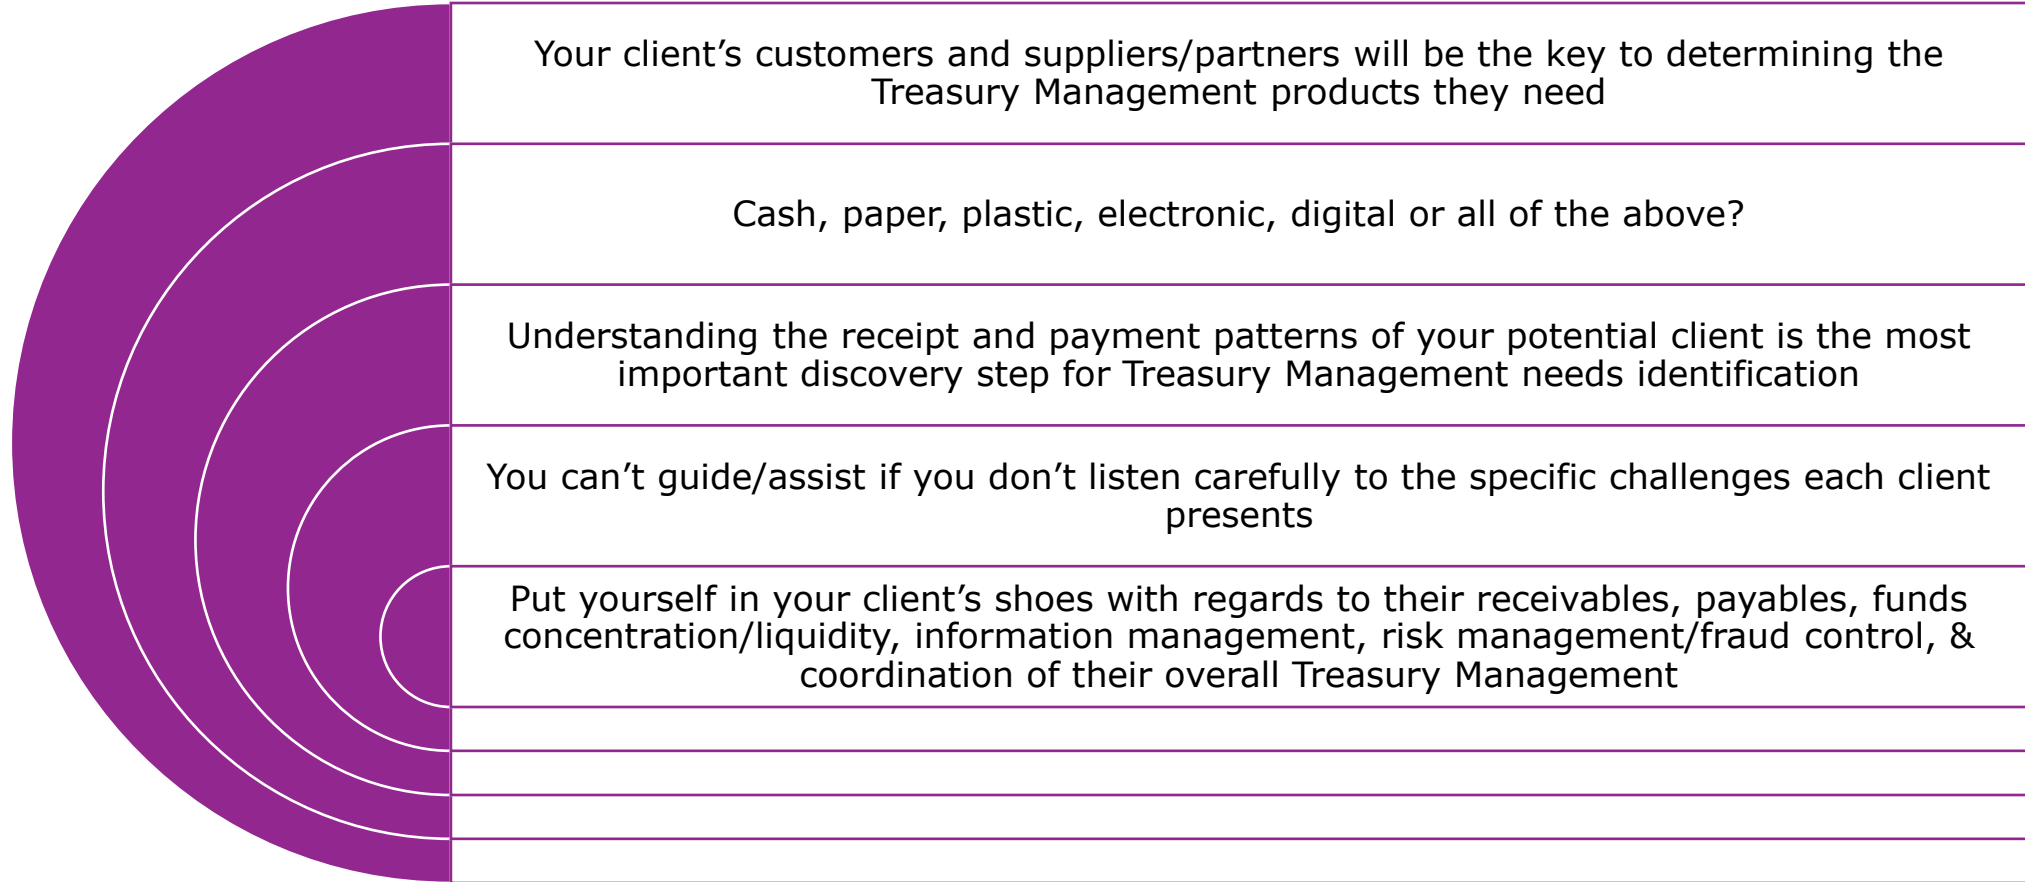 Your client’s customers and suppliers/partners will be the key to determining the
Treasury Management products they need
Cash, paper, plastic, electronic, digital or all of the above?
Understanding the receipt and payment patterns of your potential client is the most
important discovery step for Treasury Management needs identification
You can’t guide/assist if you don’t listen carefully to the specific challenges each client
presents
Put yourself in your client’s shoes with regards to their receivables, payables, funds
concentration/liquidity, information management, risk management/fraud control, &
coordination of their overall Treasury Management